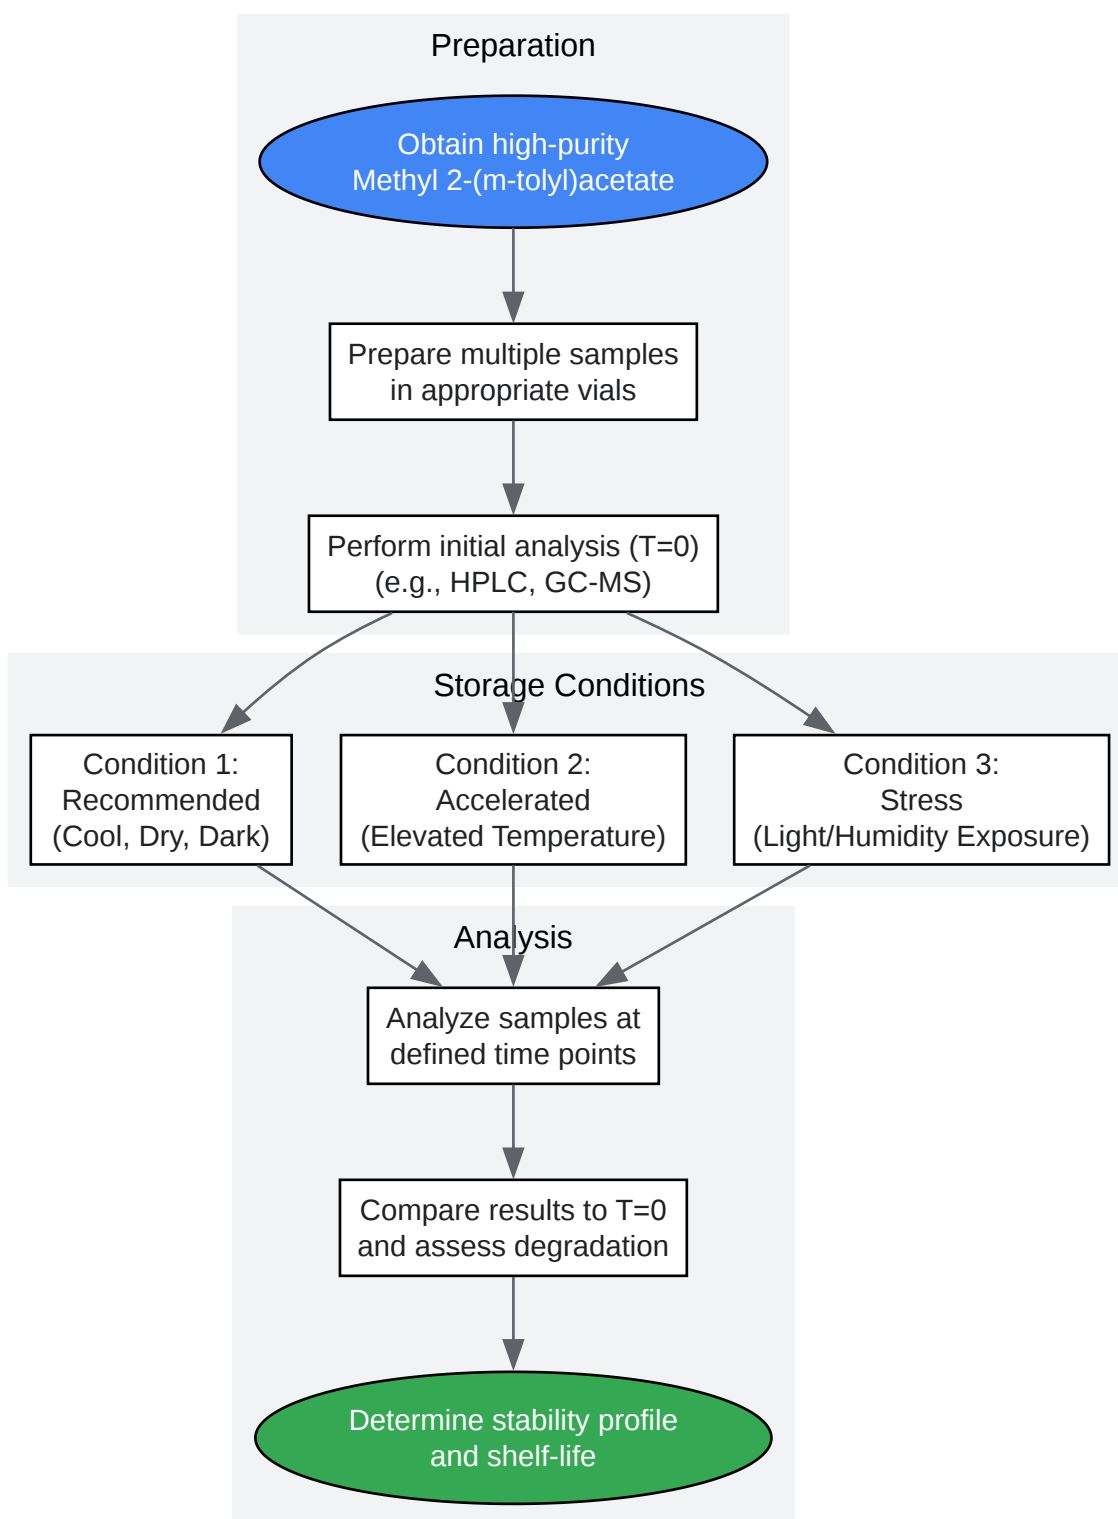 Preparation
Obtain high-purity
Methyl 2-(m-tolyl)acetate
Prepare multiple samples
in appropriate vials
Perform initial analysis (T=0)
(e.g., HPLC, GC-MS)
Storage Conditions
Condition 1:
Recommended
(Cool, Dry, Dark)
Condition 2:
Accelerated
(Elevated Temperature)
Condition 3:
Stress
(Light/Humidity Exposure)
Analysis
Analyze samples at
defined time points
Compare results to T=0
and assess degradation
Determine stability profile
and shelf-life